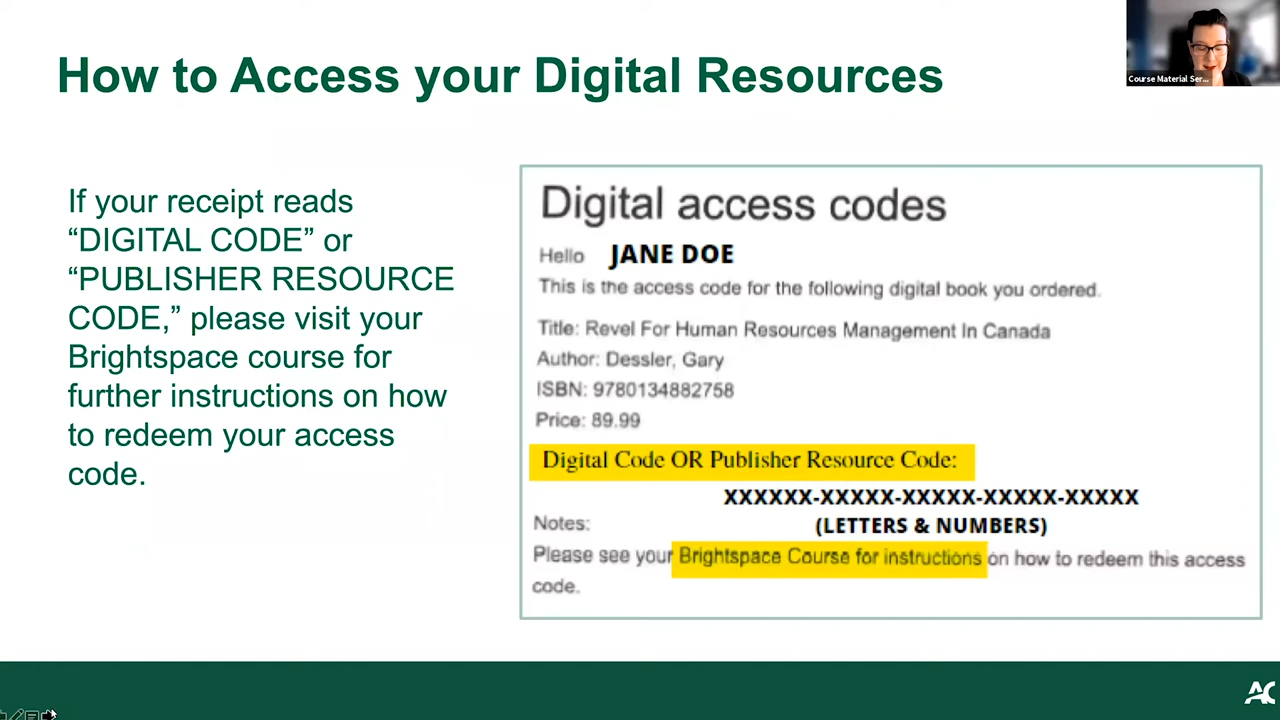 How to Access your Digital Resources
Course Material Ser...
If your receipt reads
“DIGITAL CODE” or
“PUBLISHER RESOURCE
CODE,” please visit your
Brightspace course for
further instructions on how
to redeem your access
code.
Digital access codes
Hello JANE DOE
This is the access code for the following digital book you ordered.
Title: Revel For Human Resources Management In Canada
Author: Dessler, Gary
ISBN: 9780134882758
Price: 89.99
Digital Code OR Publisher Resource Code:
XXXXXX-XXXXX-XXXXX-XXXXX-XXXXX
(LETTERS & NUMBERS)
Notes:
Please see your Brightspace Course for instructions on how to redeem this access
code.
AC